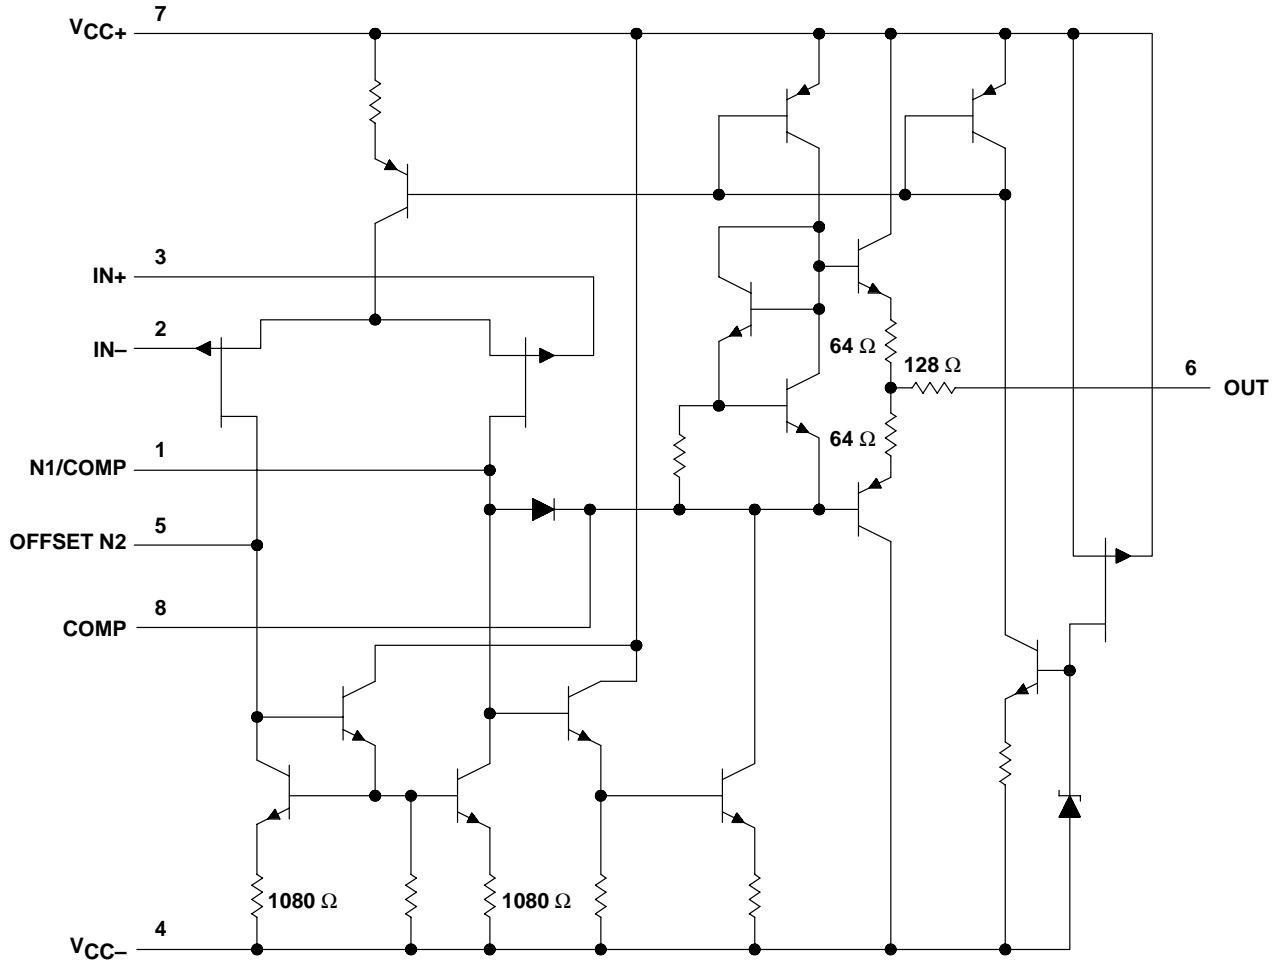 VCC+ 7
IN+ 3
IN– 2
64 Ω
128 Ω
6 OUT
64 Ω
N1/COMP 1
OFFSET N2 5
COMP 8
1080 Ω
1080 Ω
VCC– 4